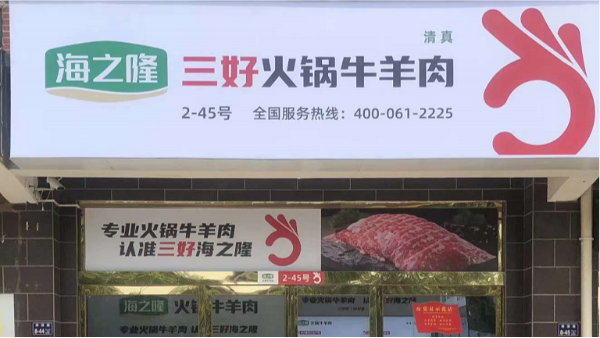 清真
海之隆
三好火锅牛羊肉
2-45号 全国服务热线：400-061-2225
专业火锅牛羊肉
认准三好海之隆
2-45号
海之隆 火锅牛羊肉
专业火锅牛羊肉 认
认准三好海之隆